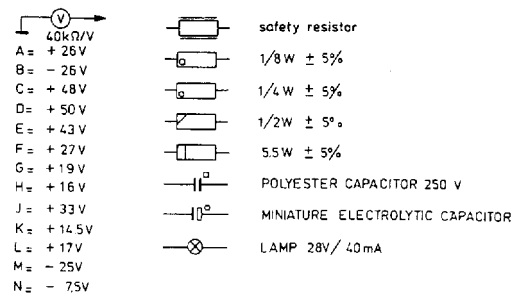 V
40kΩ/V
A= + 26V
B= - 26V
C= + 48V
D= + 50V
E= + 43V
F= + 27V
G= + 19V
H= + 16V
J= + 33V
K= + 14.5V
L= + 17V
M= - 25V
N= - 7,5V
safety resistor
1/8W ± 5%
1/4W ± 5%
1/2W ± 5%
5.5W ± 5%
POLYESTER CAPACITOR 250 V
MINIATURE ELECTROLYTIC CAPACITOR
LAMP 28V/40mA